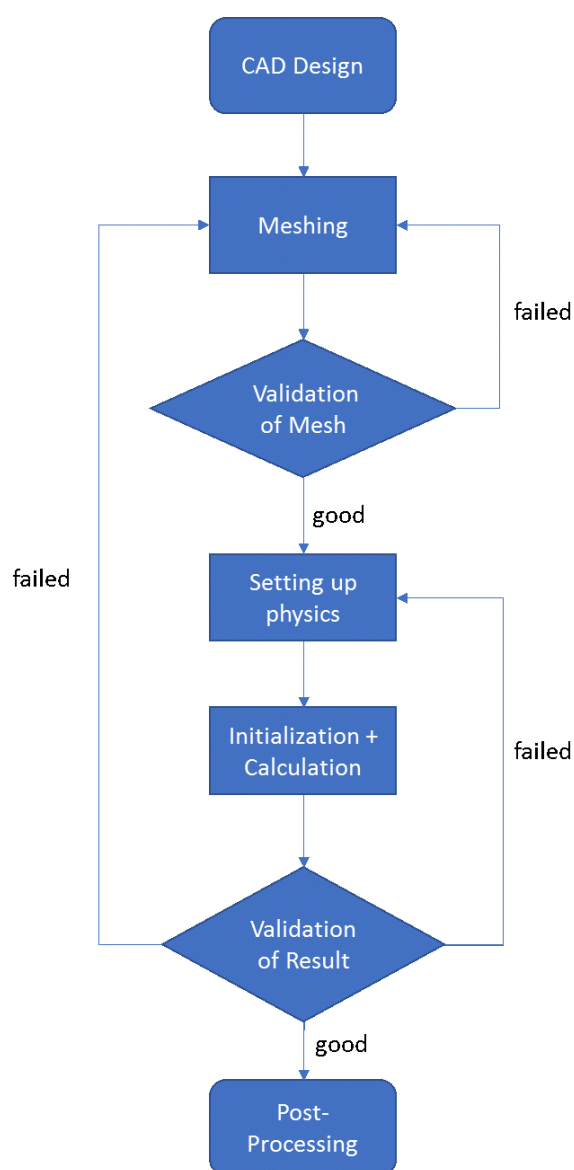 CAD Design
Meshing
failed
Validation
of Mesh
good
failed
Setting up
physics
Initialization +
Calculation
failed
Validation
of Result
good
Post-
Processing